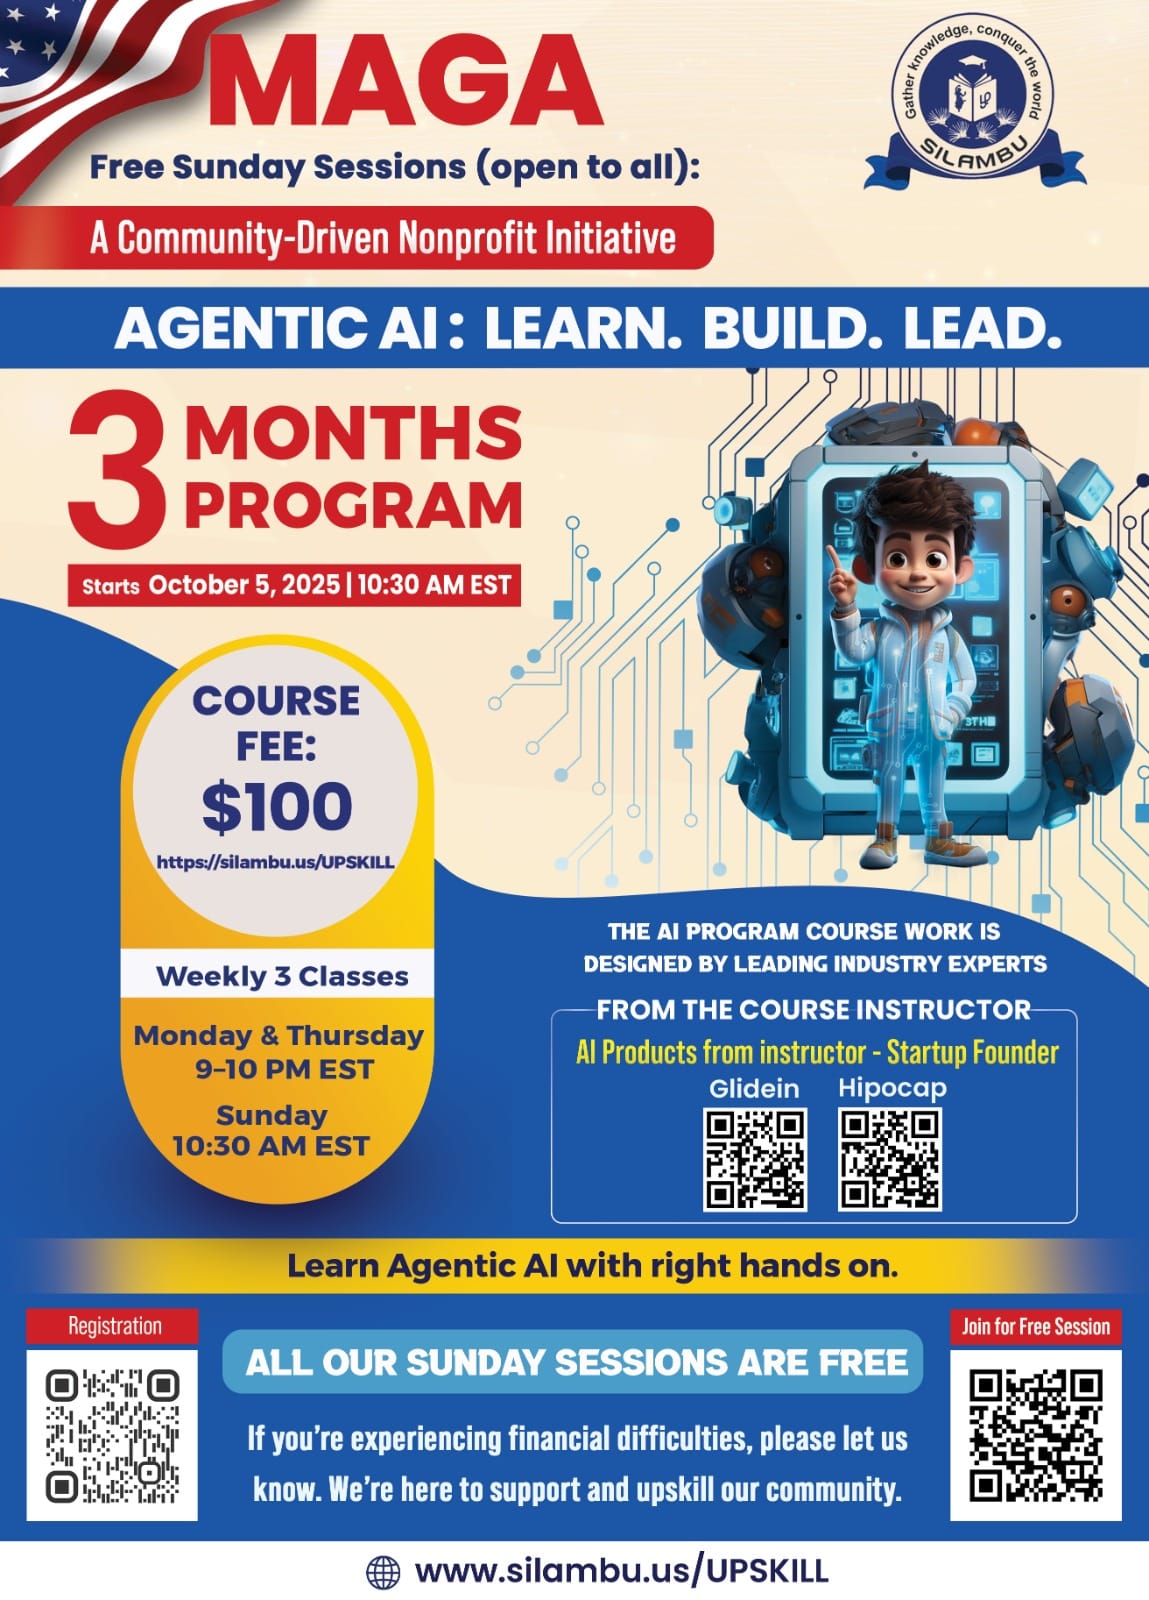 MAGA
Free Sunday Sessions (open to all):
A Community-Driven Nonprofit Initiative
Gather knowledge, conquer the world
SILAMBU
AGENTIC AI : LEARN. BUILD. LEAD.
3 MONTHS
PROGRAM
Starts October 5, 2025 | 10:30 AM EST
3TH
COURSE
FEE:
$100
https://silambu.us/UPSKILL
Weekly 3 Classes
Monday & Thursday
9–10 PM EST
Sunday
10:30 AM EST
THE AI PROGRAM COURSE WORK IS
DESIGNED BY LEADING INDUSTRY EXPERTS
FROM THE COURSE INSTRUCTOR
AI Products from instructor - Startup Founder
Glidein Hipocap
Learn Agentic AI with right hands on.
Registration
ALL OUR SUNDAY SESSIONS ARE FREE
If you’re experiencing financial difficulties, please let us
know. We’re here to support and upskill our community.
Join for Free Session
www.silambu.us/UPSKILL